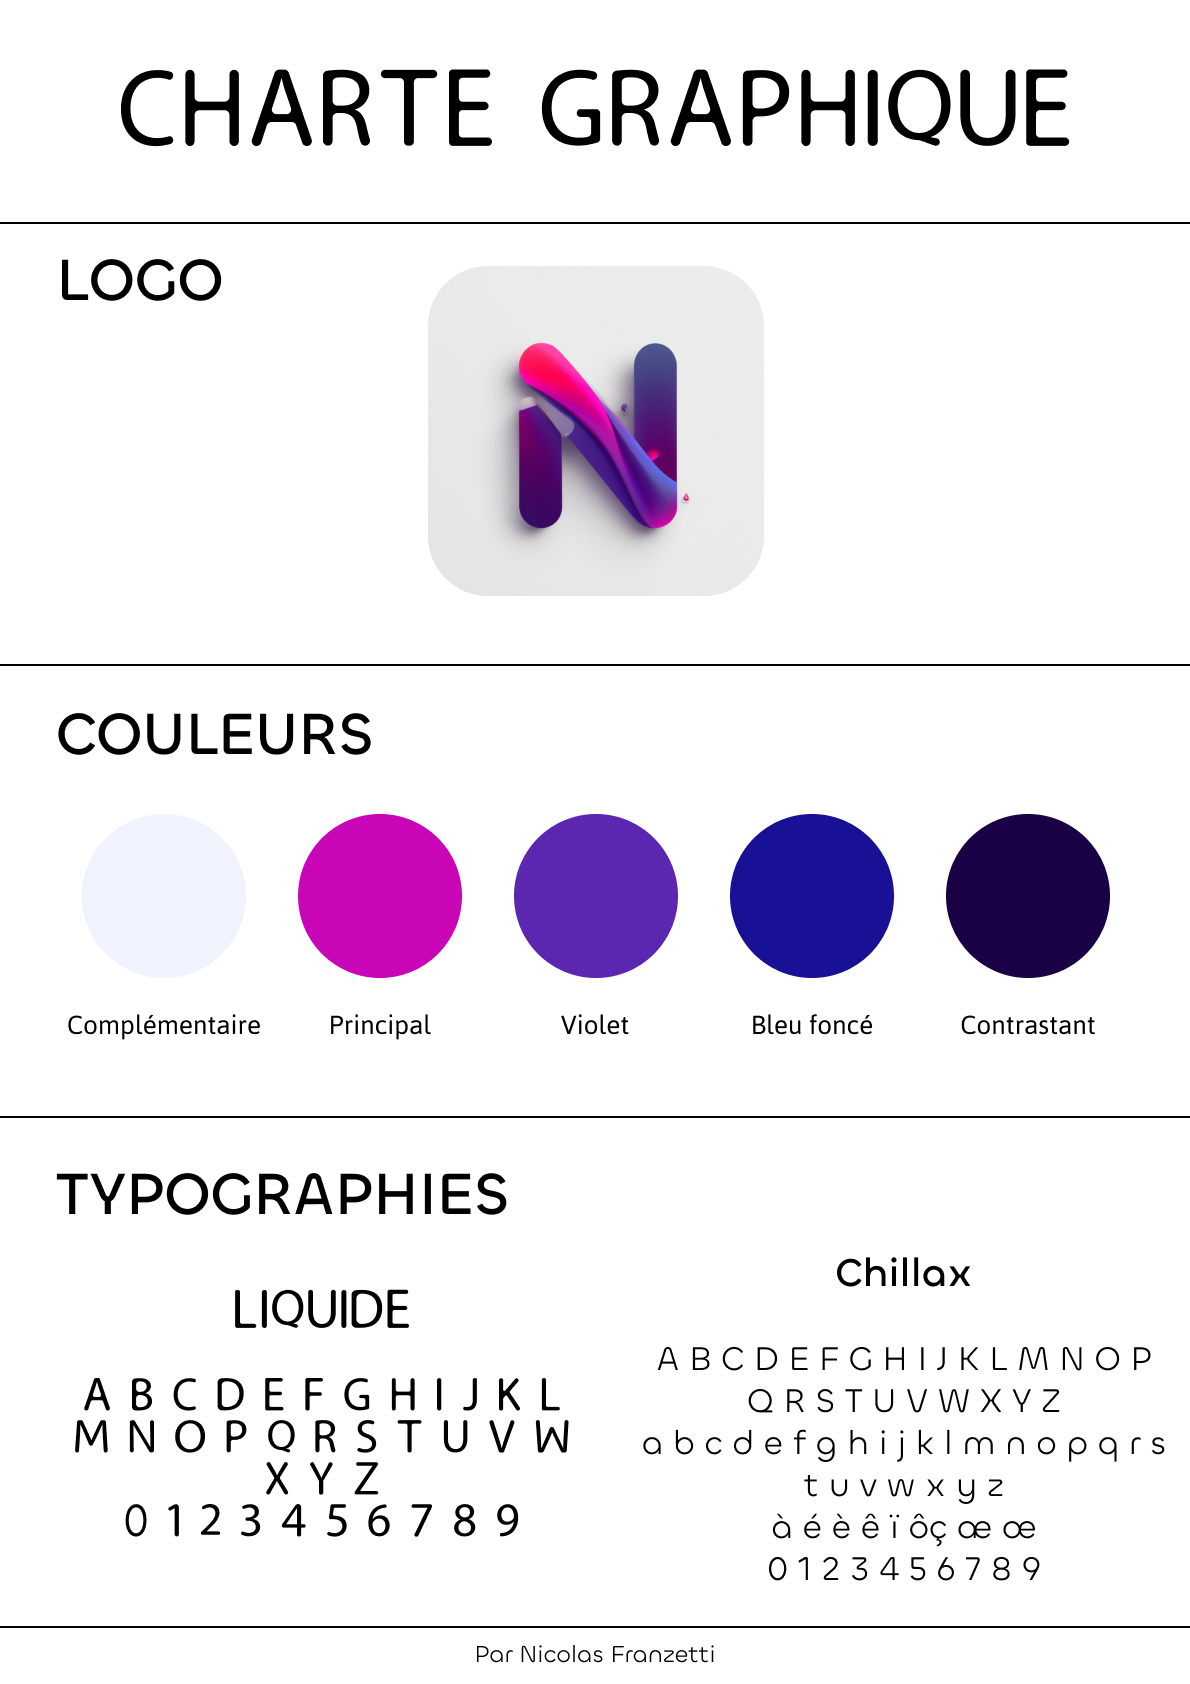 CHARTE GRAPHIQUE
LOGO
N
COULEURS
Complémentaire
Principal
Violet
Bleu foncé
Contrastant
TYPOGRAPHIES
LIQUIDE
A B C D E F G H I J K L
M N O P Q R S T U V W
X Y Z
0 1 2 3 4 5 6 7 8 9
Chillax
A B C D E F G H I J K L M N O P
Q R S T U V W X Y Z
a b c d e f g h i j k l m n o p q r s
t u v w x y z
à é è ê ï ô ç œ œ
0 1 2 3 4 5 6 7 8 9
Par Nicolas Franzetti